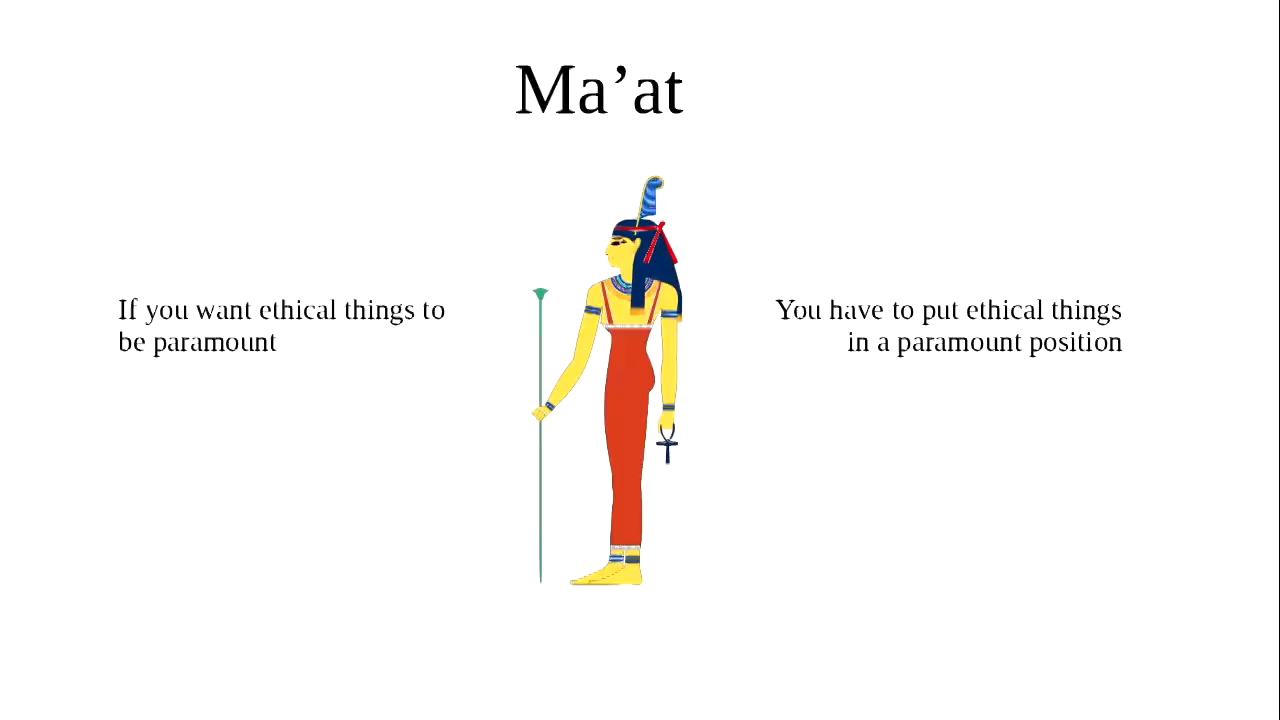 Ma’at
If you want ethical things to
be paramount
You have to put ethical things
in a paramount position